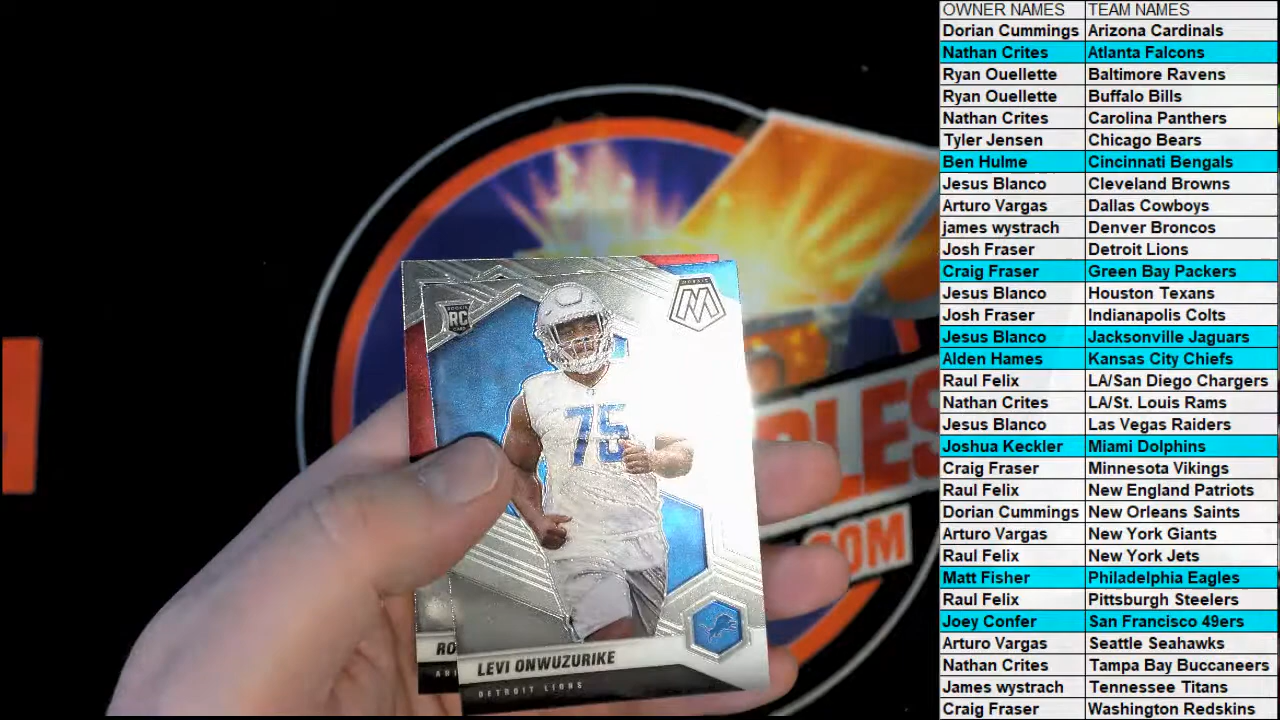 OWNER NAMES TEAM NAMES
Dorian Cummings Arizona Cardinals
Nathan Crites Atlanta Falcons
Ryan Ouellette Baltimore Ravens
Ryan Ouellette Buffalo Bills
Nathan Crites Carolina Panthers
Tyler Jensen Chicago Bears
Ben Hulme Cincinnati Bengals
Jesus Blanco Cleveland Browns
Arturo Vargas Dallas Cowboys
james wystrach Denver Broncos
Josh Fraser Detroit Lions
Craig Fraser Green Bay Packers
Jesus Blanco Houston Texans
Josh Fraser Indianapolis Colts
Jesus Blanco Jacksonville Jaguars
Alden Hames Kansas City Chiefs
Raul Felix LA/San Diego Chargers
Nathan Crites LA/St. Louis Rams
Jesus Blanco Las Vegas Raiders
Joshua Keckler Miami Dolphins
Craig Fraser Minnesota Vikings
Raul Felix New England Patriots
Dorian Cummings New Orleans Saints
Arturo Vargas New York Giants
Raul Felix New York Jets
Matt Fisher Philadelphia Eagles
Raul Felix Pittsburgh Steelers
Joey Confer San Francisco 49ers
Arturo Vargas Seattle Seahawks
Nathan Crites Tampa Bay Buccaneers
James wystrach Tennessee Titans
Craig Fraser Washington Redskins
RC
MOSAIC
M
75
LEVI ONWUZURIKE
DETROIT LIONS
RO
ARI
LES
.COM